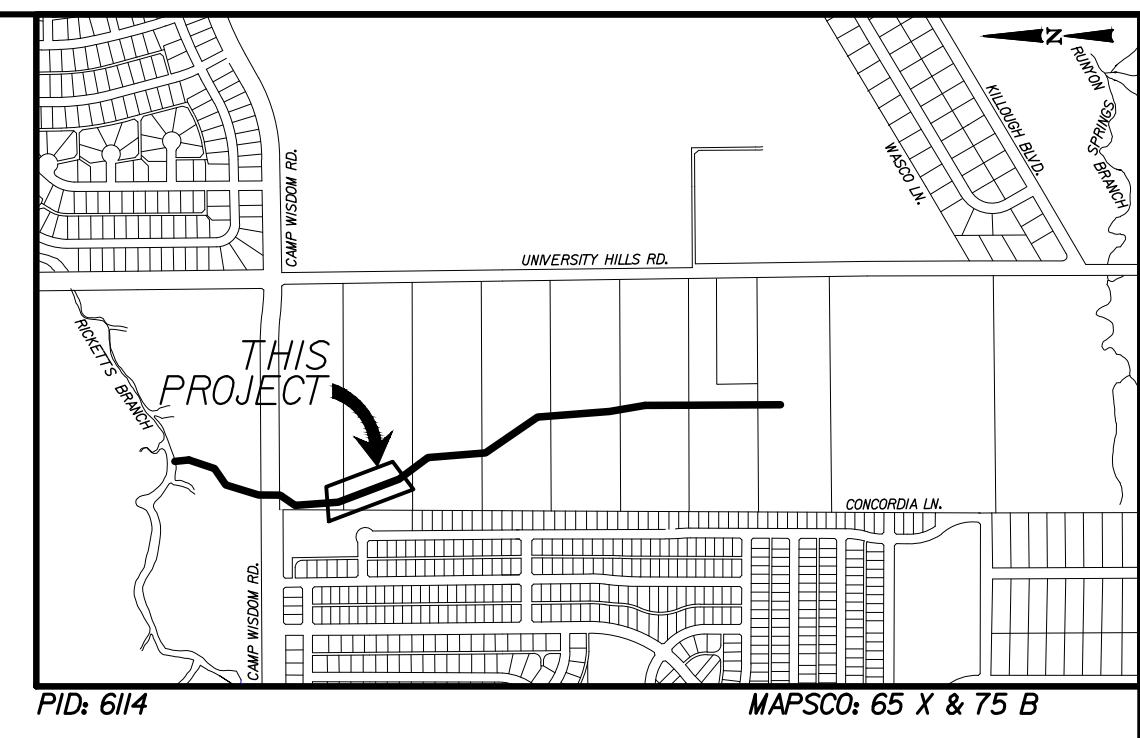 N
RUNYON
SPRINGS
BRANCH
KILLOUGH BLVD.
WASCO LN.
CAMP WISDOM RD.
UNIVERSITY HILLS RD.
RICKETTS BRANCH
THIS
PROJECT
CONCORDIA LN.
CAMP WISDOM RD.
PID: 6114
MAPSCO: 65 X & 75 B